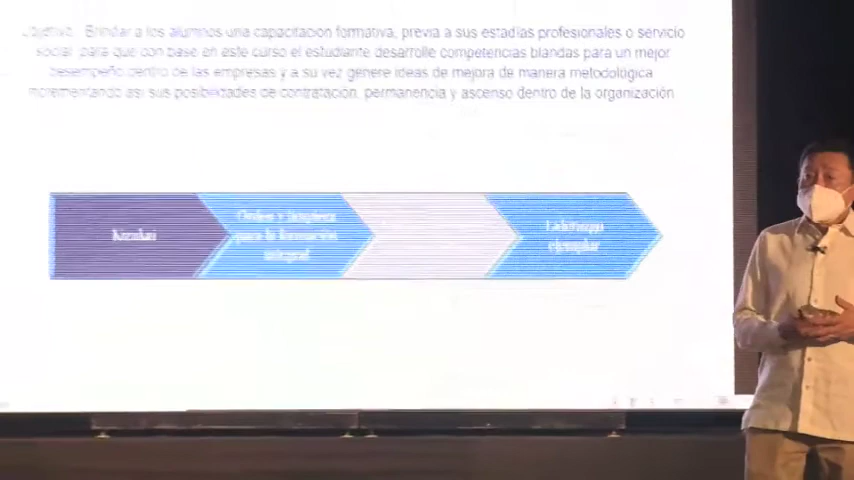 Objetivo. Brindar a los alumnos una capacitación formativa, previa a sus estadías profesionales o servicio
social para que con base en este curso el estudiante desarrolle competencias blandas para un mejor
desempeño dentro de las empresas y a su vez genere ideas de mejora de manera metodológica
incrementando así sus posibilidades de contratación, permanencia y ascenso dentro de la organización
Orden y limpieza
para la formación
integral
Liderazgo
ejemplar